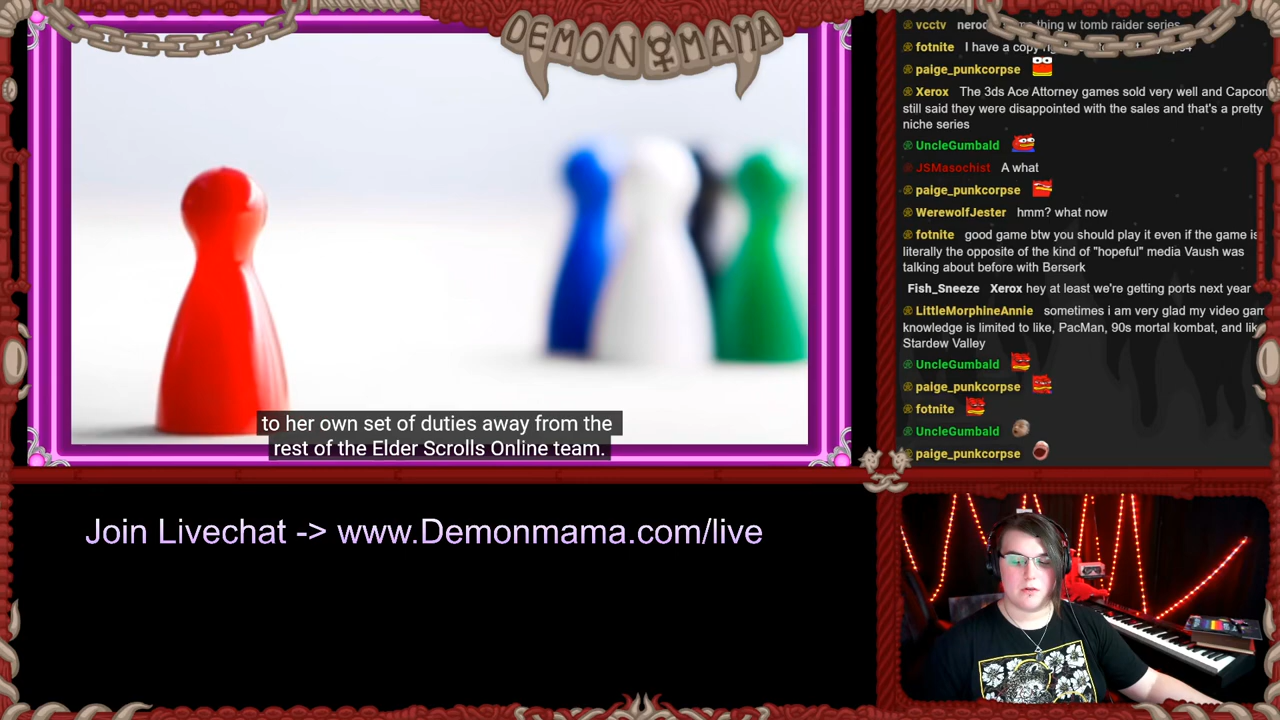 DEMON MAMA
to her own set of duties away from the
rest of the Elder Scrolls Online team.
Join Livechat -> www.Demonmama.com/live
vcctv thing w tomb raider series
fotnite I have a
paige_punkcorpse
Xerox The 3ds Ace Attorney games sold very well and Capcom
still said they were disappointed with the sales and that's a pretty
niche series
UncleGumbald
JSMasochist A what
paige_punkcorpse
WerewolfJester hmm? what now
fotnite good game btw you should play it even if the game is
literally the opposite of the kind of "hopeful" media Vaush was
talking about before with Berserk
Fish_Sneeze Xerox hey at least we're getting ports next year
LittleMorphineAnnie sometimes i am very glad my video gam
knowledge is limited to like, PacMan, 90s mortal kombat, and lik
Stardew Valley
UncleGumbald
paige_punkcorpse
fotnite
UncleGumbald
paige_punkcorpse